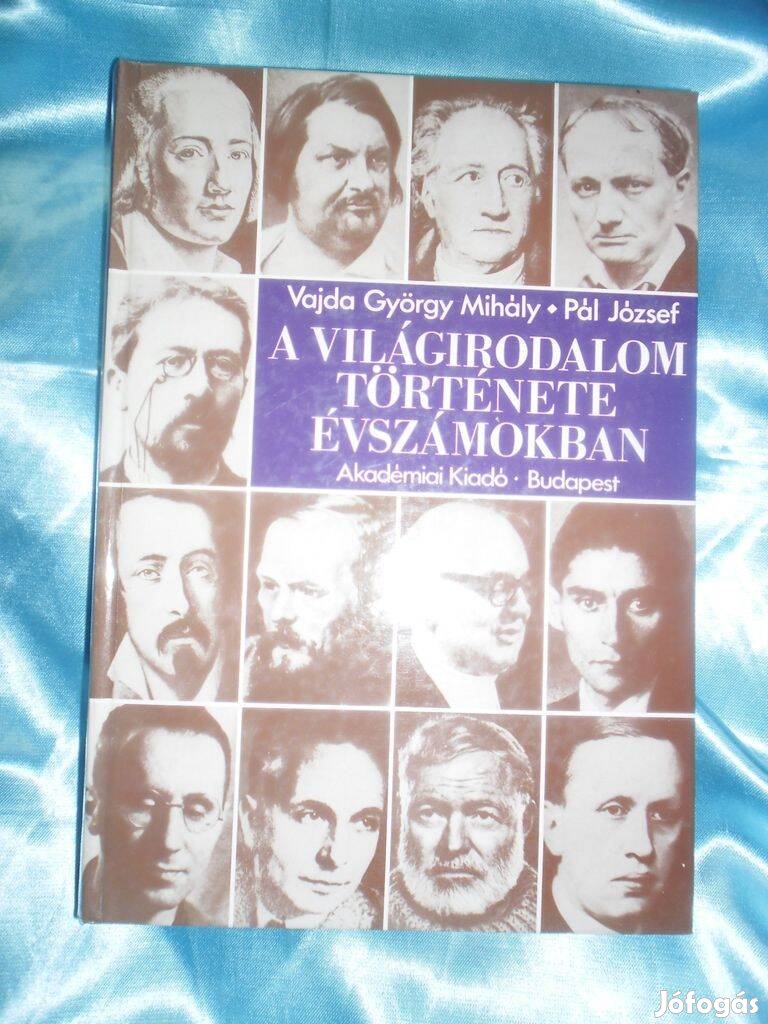 Vajda György Mihály • Pál József
A VILÁGIRODALOM
TÖRTÉNETE
ÉVSZÁMOKBAN
Akadémiai Kiadó · Budapest
Jófogás